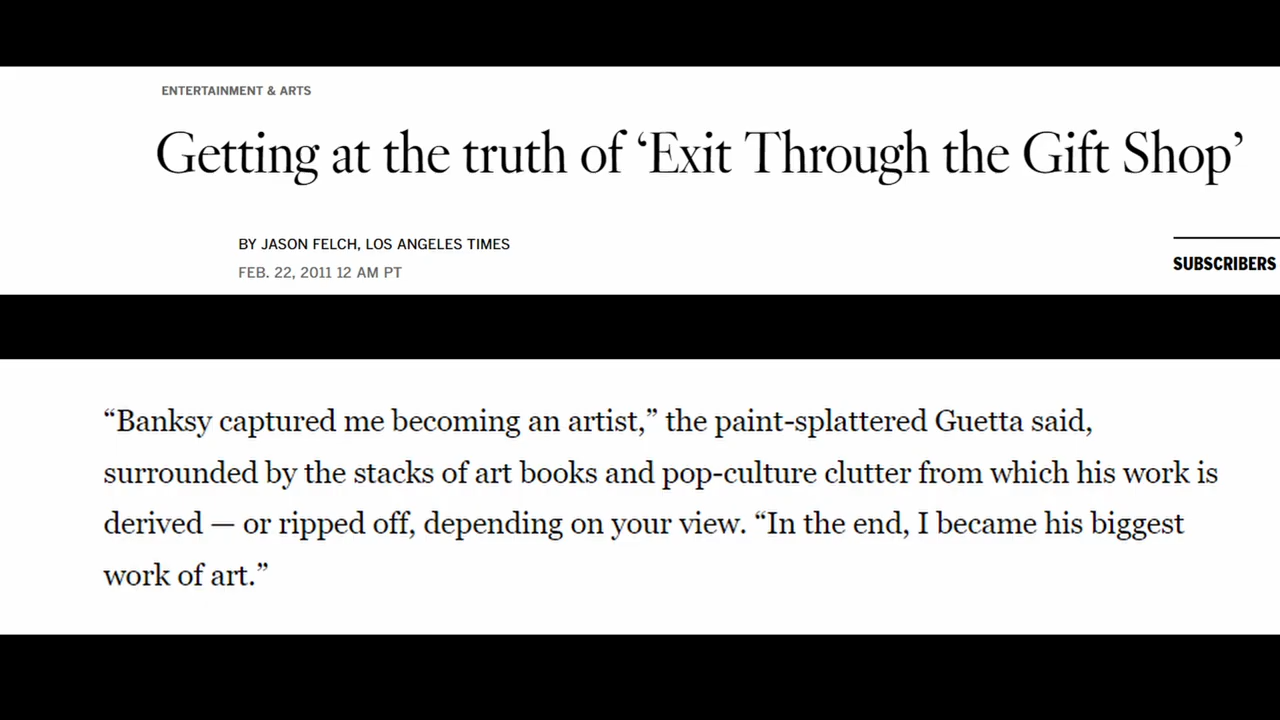 ENTERTAINMENT & ARTS
Getting at the truth of ‘Exit Through the Gift Shop’
BY JASON FELCH, LOS ANGELES TIMES
FEB. 22, 2011 12 AM PT
SUBSCRIBERS
“Banksy captured me becoming an artist,” the paint-splattered Guetta said,
surrounded by the stacks of art books and pop-culture clutter from which his work is
derived — or ripped off, depending on your view. “In the end, I became his biggest
work of art.”